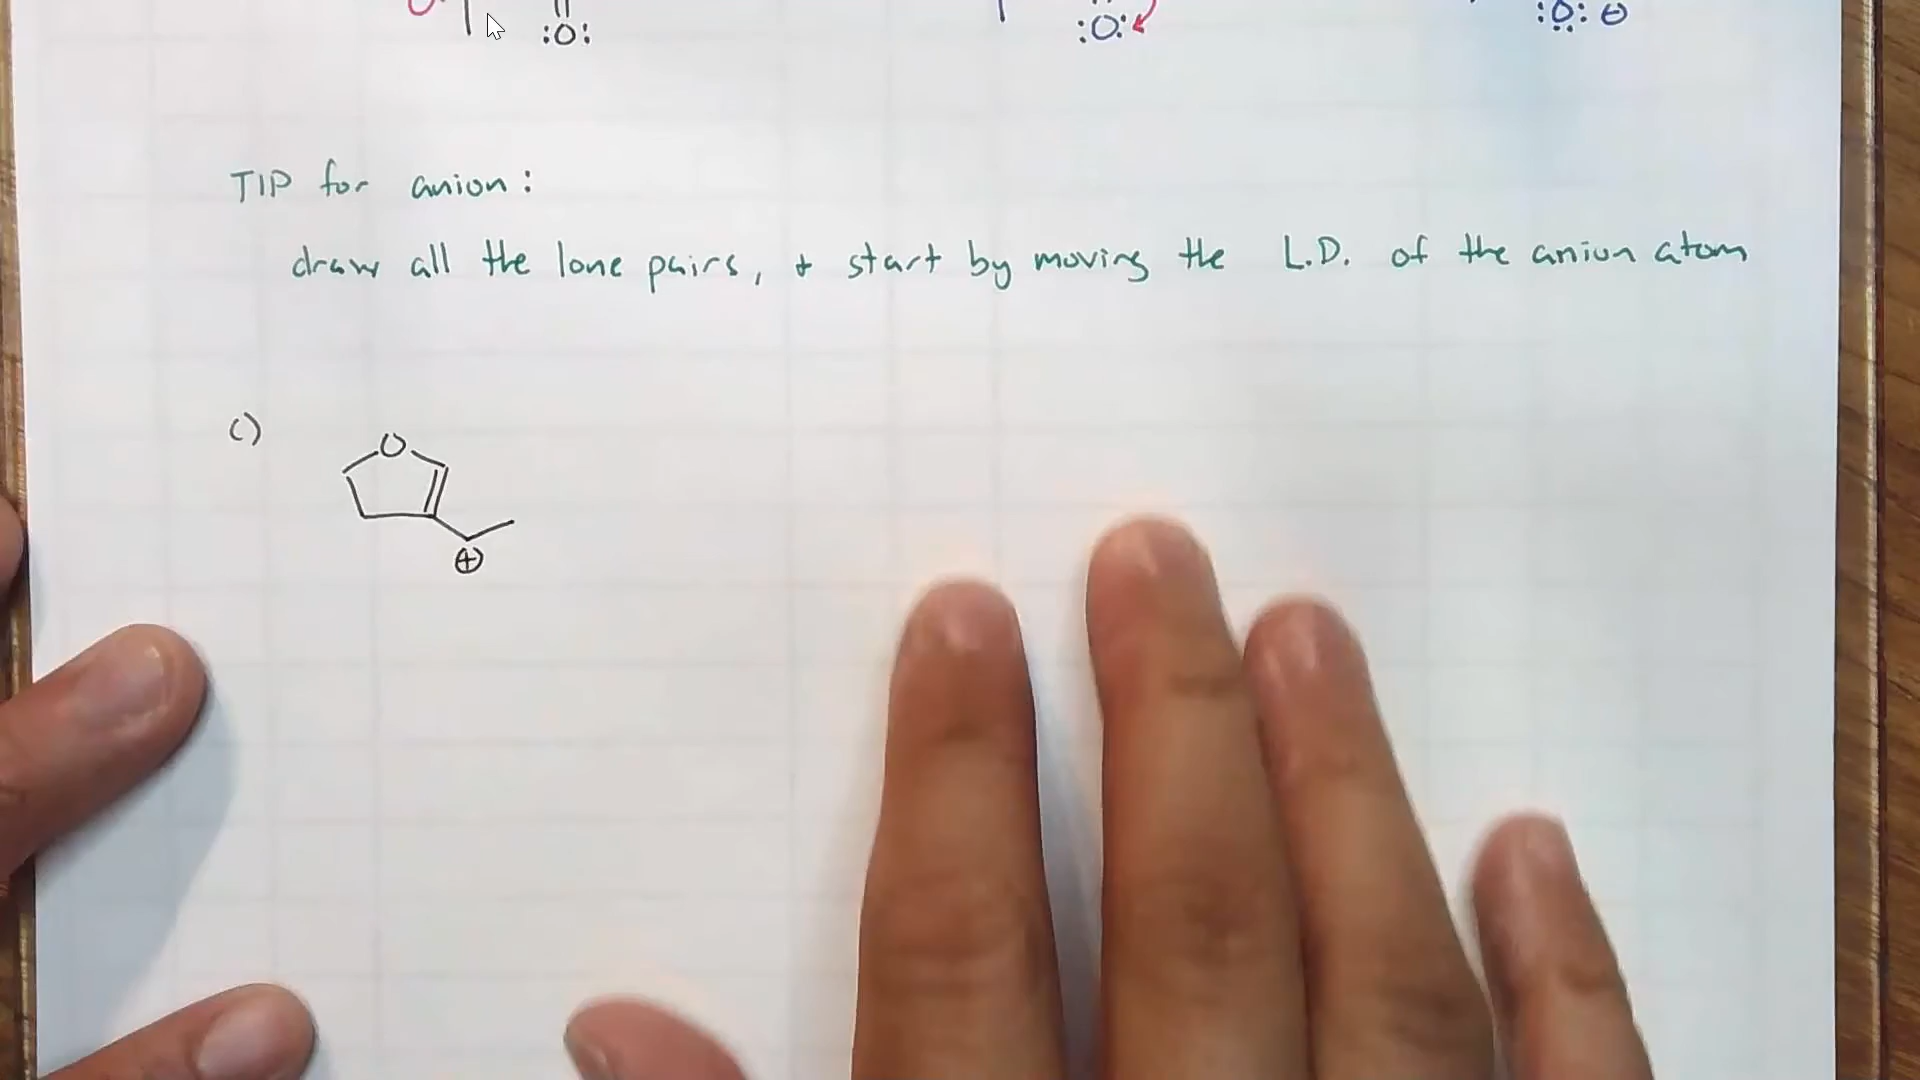 :O: :O: :O: ⊖
TIP for anion:
draw all the lone pairs, + start by moving the L.D. of the anion atom
c)
O
⊕